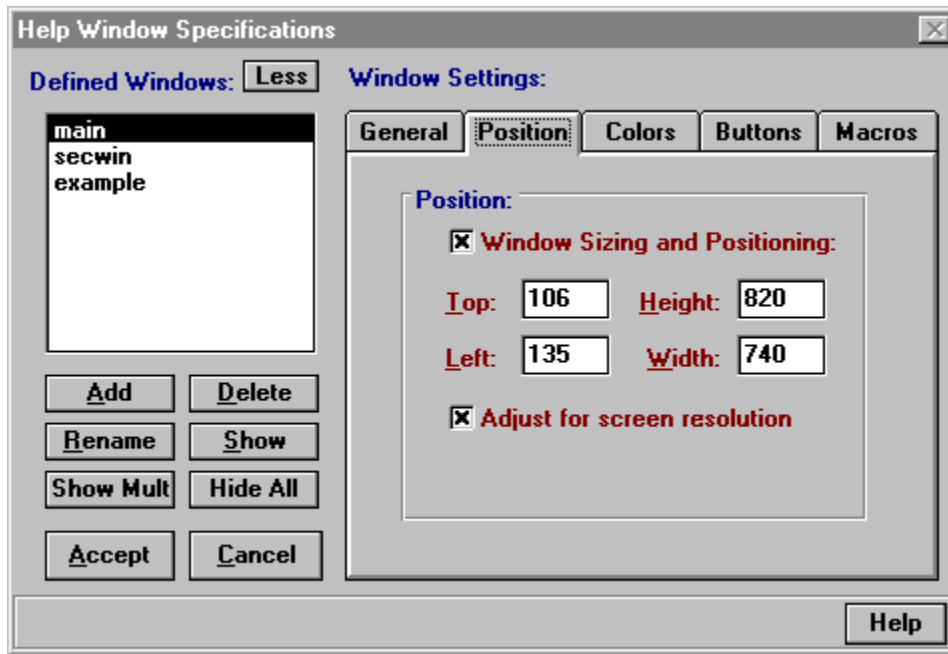 Help Window Specifications
Defined Windows: Less
Window Settings:
main
secwin
example
General Position Colors Buttons Macros
Position:
Window Sizing and Positioning:
Top: 106 Height: 820
Left: 135 Width: 740
Adjust for screen resolution
Add Delete
Rename Show
Show Mult Hide All
Accept Cancel
Help